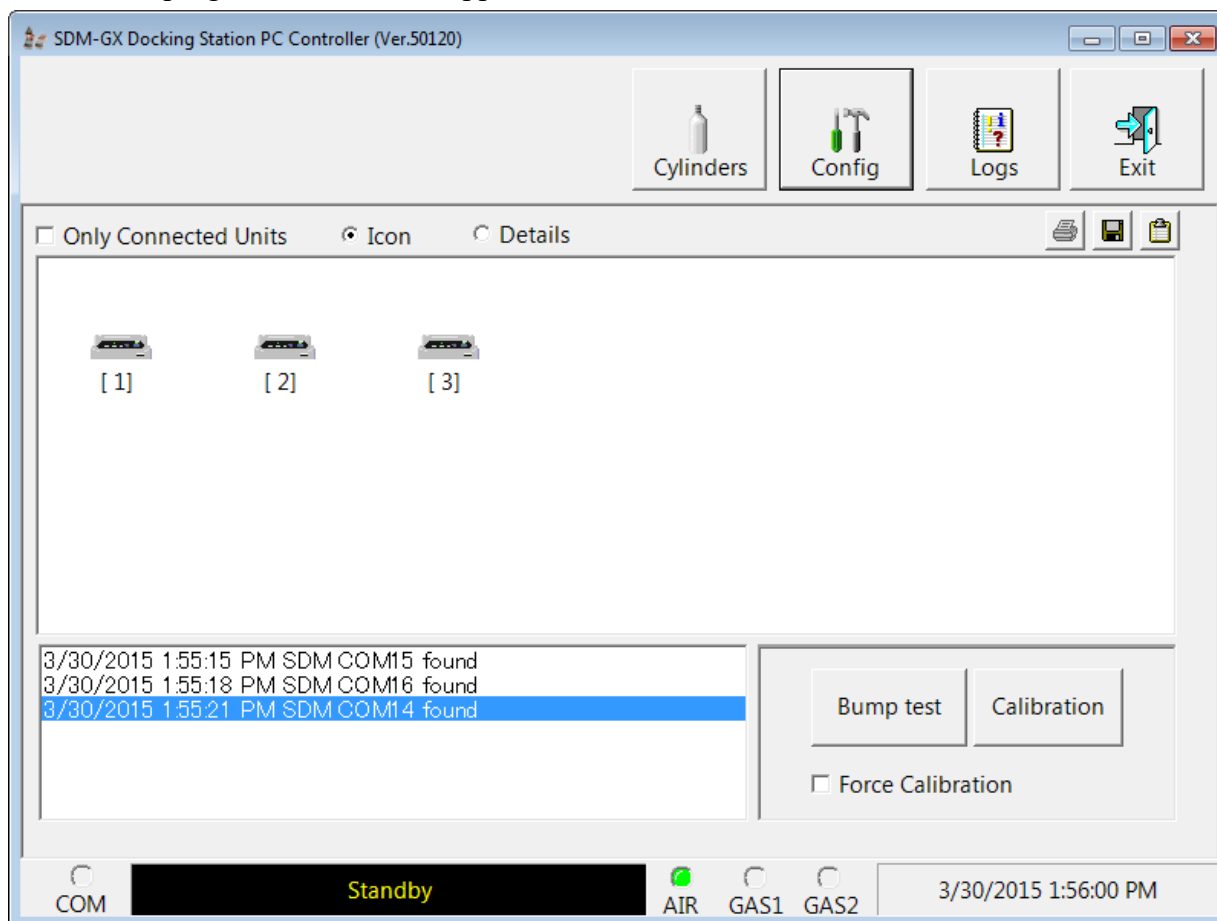 SDM-GX Docking Station PC Controller (Ver.50120)
Cylinders Config Logs Exit
Only Connected Units Icon Details
[ 1] [ 2] [ 3]
3/30/2015 1:55:15 PM SDM COM15 found
3/30/2015 1:55:18 PM SDM COM16 found
3/30/2015 1:55:21 PM SDM COM14 found
Bump test Calibration
Force Calibration
COM Standby AIR GAS1 GAS2 3/30/2015 1:56:00 PM